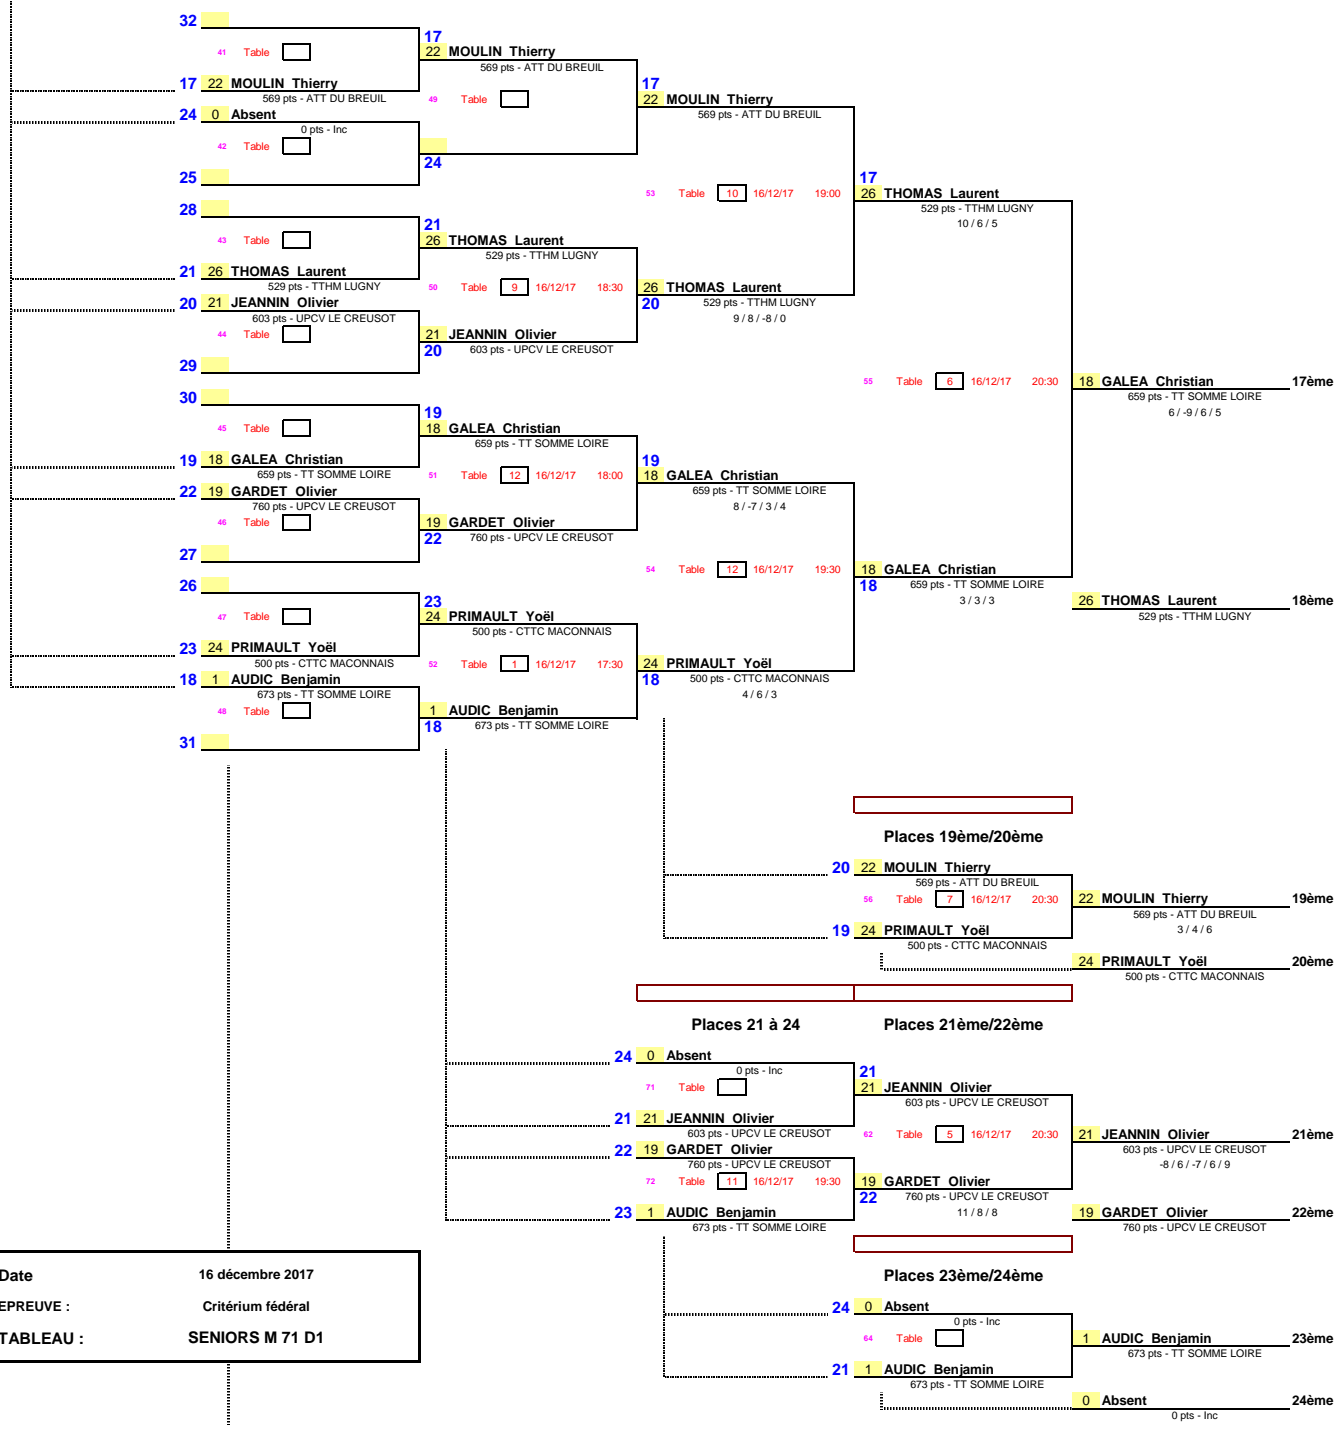 32
17
41 Table
22 MOULIN Thierry
569 pts - ATT DU BREUIL
17 22 MOULIN Thierry
17
569 pts - ATT DU BREUIL
49 Table
22 MOULIN Thierry
24 0 Absent
569 pts - ATT DU BREUIL
0 pts - Inc
42 Table
24
25
17
53 Table 10 16/12/17 19:00
26 THOMAS Laurent
28
529 pts - TTHM LUGNY
21
10 / 6 / 5
43 Table
26 THOMAS Laurent
529 pts - TTHM LUGNY
21 26 THOMAS Laurent
529 pts - TTHM LUGNY
50 Table 9 16/12/17 18:30
26 THOMAS Laurent
20 21 JEANNIN Olivier
20
529 pts - TTHM LUGNY
603 pts - UPCV LE CREUSOT
9 / 8 / -8 / 0
44 Table
21 JEANNIN Olivier
20
603 pts - UPCV LE CREUSOT
29
55 Table 6 16/12/17 20:30
18 GALEA Christian 17ème
659 pts - TT SOMME LOIRE
30
6 / -9 / 6 / 5
19
45 Table
18 GALEA Christian
659 pts - TT SOMME LOIRE
19 18 GALEA Christian
19
659 pts - TT SOMME LOIRE
51 Table 12 16/12/17 18:00
18 GALEA Christian
22 19 GARDET Olivier
659 pts - TT SOMME LOIRE
760 pts - UPCV LE CREUSOT
8 / -7 / 3 / 4
46 Table
19 GARDET Olivier
22
760 pts - UPCV LE CREUSOT
27
54 Table 12 16/12/17 19:30
18 GALEA Christian
26
18
659 pts - TT SOMME LOIRE
23
3 / 3 / 3
26 THOMAS Laurent 18ème
47 Table
24 PRIMAULT Yoël
529 pts - TTHM LUGNY
500 pts - CTTC MACONNAIS
23 24 PRIMAULT Yoël
500 pts - CTTC MACONNAIS
52 Table 1 16/12/17 17:30
24 PRIMAULT Yoël
18 1 AUDIC Benjamin
18
500 pts - CTTC MACONNAIS
673 pts - TT SOMME LOIRE
4 / 6 / 3
48 Table
1 AUDIC Benjamin
18
673 pts - TT SOMME LOIRE
31
Places 19ème/20ème
20 22 MOULIN Thierry
569 pts - ATT DU BREUIL
56 Table 7 16/12/17 20:30
22 MOULIN Thierry 19ème
569 pts - ATT DU BREUIL
19 24 PRIMAULT Yoël
3 / 4 / 6
500 pts - CTTC MACONNAIS
24 PRIMAULT Yoël 20ème
500 pts - CTTC MACONNAIS
Places 21 à 24
Places 21ème/22ème
24 0 Absent
0 pts - Inc
21
71 Table
21 JEANNIN Olivier
603 pts - UPCV LE CREUSOT
21 21 JEANNIN Olivier
603 pts - UPCV LE CREUSOT
62 Table 5 16/12/17 20:30
21 JEANNIN Olivier 21ème
22 19 GARDET Olivier
603 pts - UPCV LE CREUSOT
760 pts - UPCV LE CREUSOT
-8 / 6 / -7 / 6 / 9
72 Table 11 16/12/17 19:30
19 GARDET Olivier
22
760 pts - UPCV LE CREUSOT
23 1 AUDIC Benjamin
11 / 8 / 8
19 GARDET Olivier 22ème
673 pts - TT SOMME LOIRE
760 pts - UPCV LE CREUSOT
Date 16 décembre 2017
Places 23ème/24ème
EPREUVE : Critérium fédéral
24 0 Absent
0 pts - Inc
TABLEAU : SENIORS M 71 D1
64 Table
1 AUDIC Benjamin 23ème
673 pts - TT SOMME LOIRE
21 1 AUDIC Benjamin
673 pts - TT SOMME LOIRE
0 Absent 24ème
0 pts - Inc